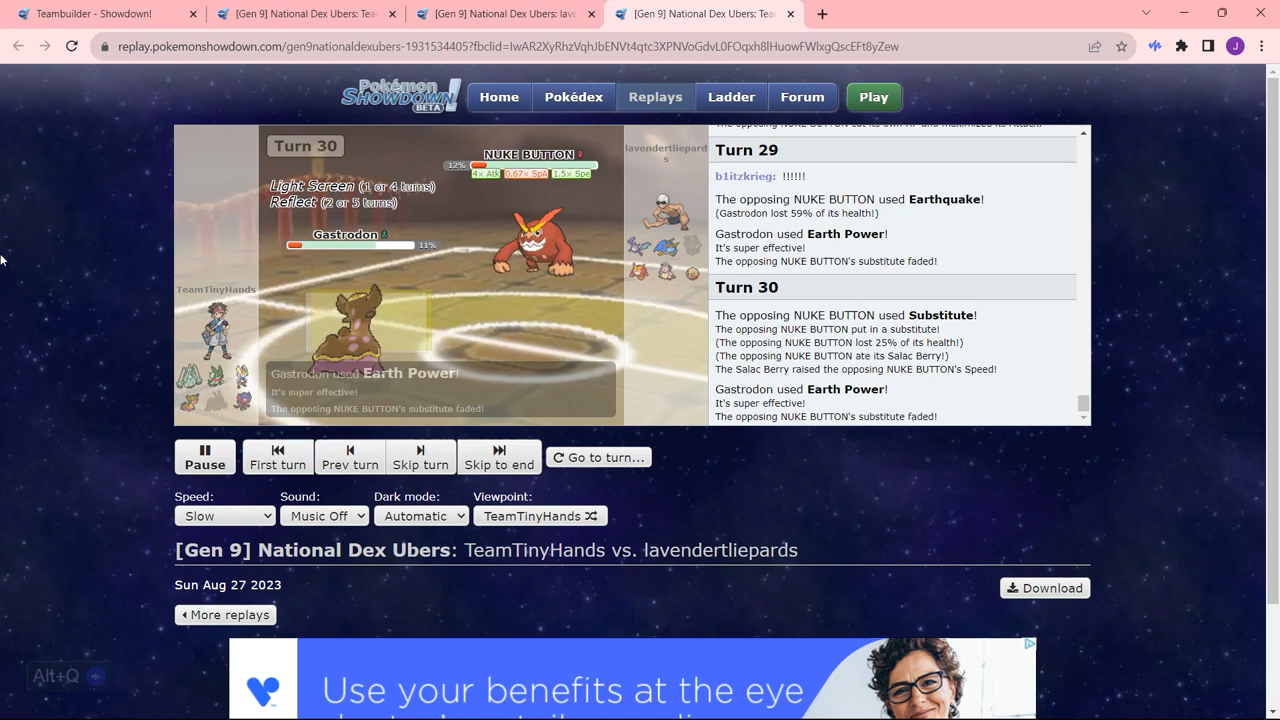 Teambuilder - Showdown!
[Gen 9] National Dex Ubers: Tea
[Gen 9] National Dex Ubers: lave
[Gen 9] National Dex Ubers: Tea
replay.pokemonshowdown.com/gen9nationaldexubers-1931534405?fbclid=IwAR2XyRhzVqhJbENVt4qtc3XPNVoGdvL0FOqxh8IHuowFWlxgQscEFt8yZew
J
Pokémon
Showdown!
BETA
Home
Pokédex
Replays
Ladder
Forum
Play
Turn 30
NUKE BUTTON ♀
12%
4× Atk 0.67× SpA 1.5× Spe
Light Screen (1 or 4 turns)
Reflect (2 or 5 turns)
Gastrodon
11%
TeamTinyHands
lavendertliepard
s
Gastrodon used Earth Power!
It's super effective!
The opposing NUKE BUTTON's substitute faded!
Turn 29
b1itzkrieg: !!!!!!
The opposing NUKE BUTTON used Earthquake!
(Gastrodon lost 59% of its health!)
Gastrodon used Earth Power!
It's super effective!
The opposing NUKE BUTTON's substitute faded!
Turn 30
The opposing NUKE BUTTON used Substitute!
The opposing NUKE BUTTON put in a substitute!
(The opposing NUKE BUTTON lost 25% of its health!)
(The opposing NUKE BUTTON ate its Salac Berry!)
The Salac Berry raised the opposing NUKE BUTTON's Speed!
Gastrodon used Earth Power!
It's super effective!
The opposing NUKE BUTTON's substitute faded!
Pause
First turn
Prev turn
Skip turn
Skip to end
Go to turn...
Speed:
Slow
Sound:
Music Off
Dark mode:
Automatic
Viewpoint:
TeamTinyHands
[Gen 9] National Dex Ubers: TeamTinyHands vs. lavendertliepards
Sun Aug 27 2023
Download
More replays
Alt+Q
Use your benefits at the eye